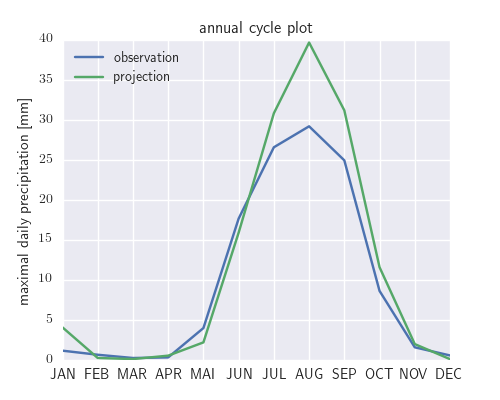 annual cycle plot
observation
projection
maximal daily precipitation [mm]
40
35
30
25
20
15
10
5
0
JAN FEB MAR APR MAI JUN JUL AUG SEP OCT NOV DEC